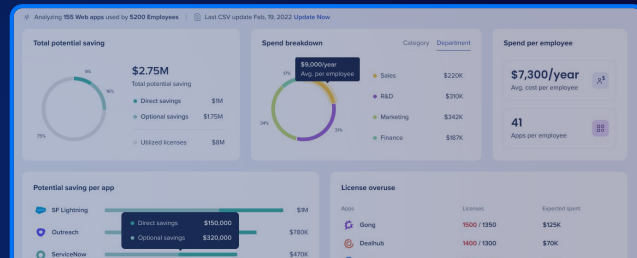 Analyzing 155 Web apps used by 5200 Employees | Last CSV update Feb, 19, 2022 Update Now
Total potential saving
9%
16%
75%
$2.75M
Total potential saving
Direct savings $1M
Optional savings $1.75M
Utilized licenses $8M
Spend breakdown
Category Department
$9,000/year
Avg. per employee
17%
34%
31%
Sales $220K
R&D $310K
Marketing $342K
Finance $187K
Spend per employee
$7,300/year
Avg. cost per employee
41
Apps per employee
Potential saving per app
SF Lightning $1M
Outreach $780K
ServiceNow $470K
Direct savings $150,000
Optional savings $320,000
License overuse
Apps Licenses Expected spent
Gong 1500 / 1350 $125K
Dealhub 1400 / 1300 $70K